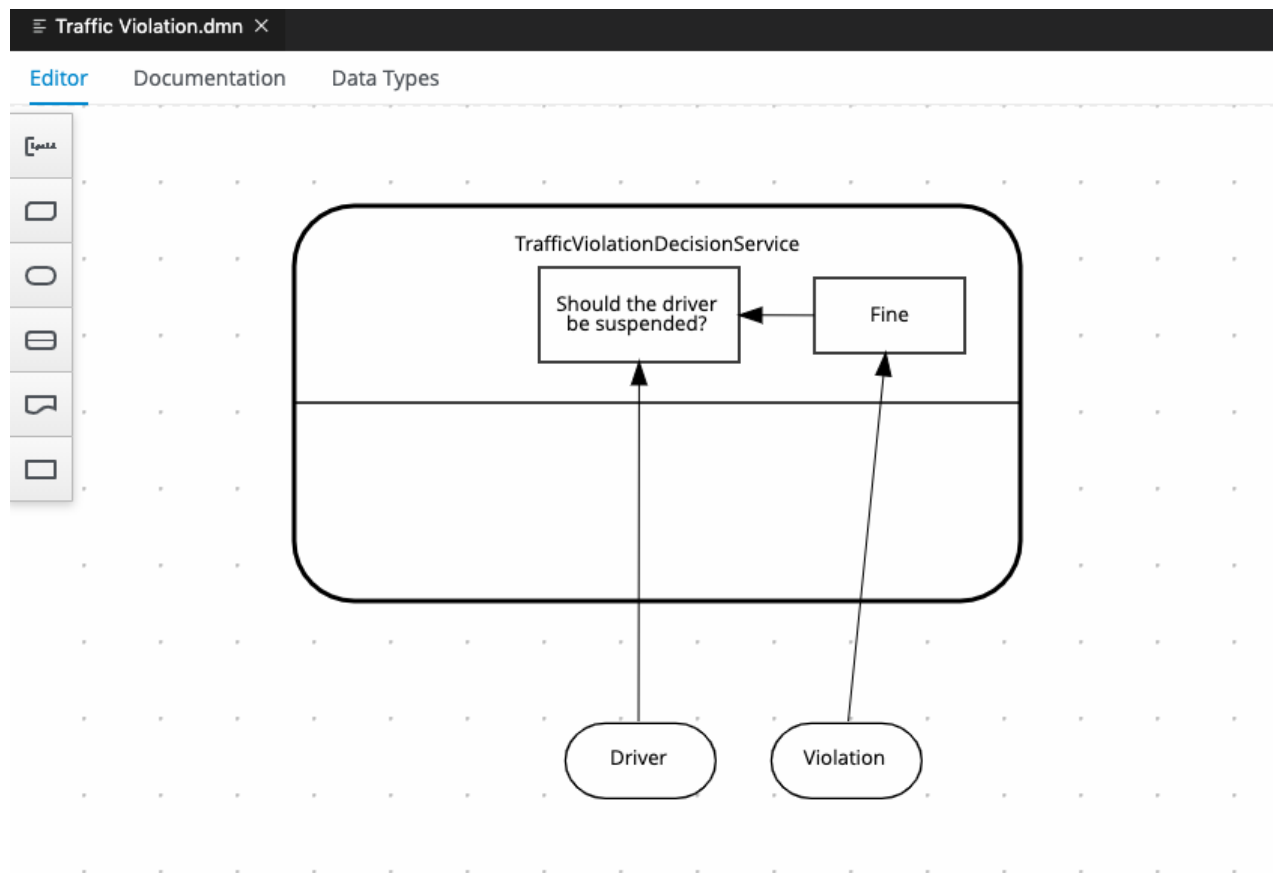 Traffic Violation.dmn
Editor Documentation Data Types
TrafficViolationDecisionService
Should the driver
be suspended?
Fine
Driver
Violation